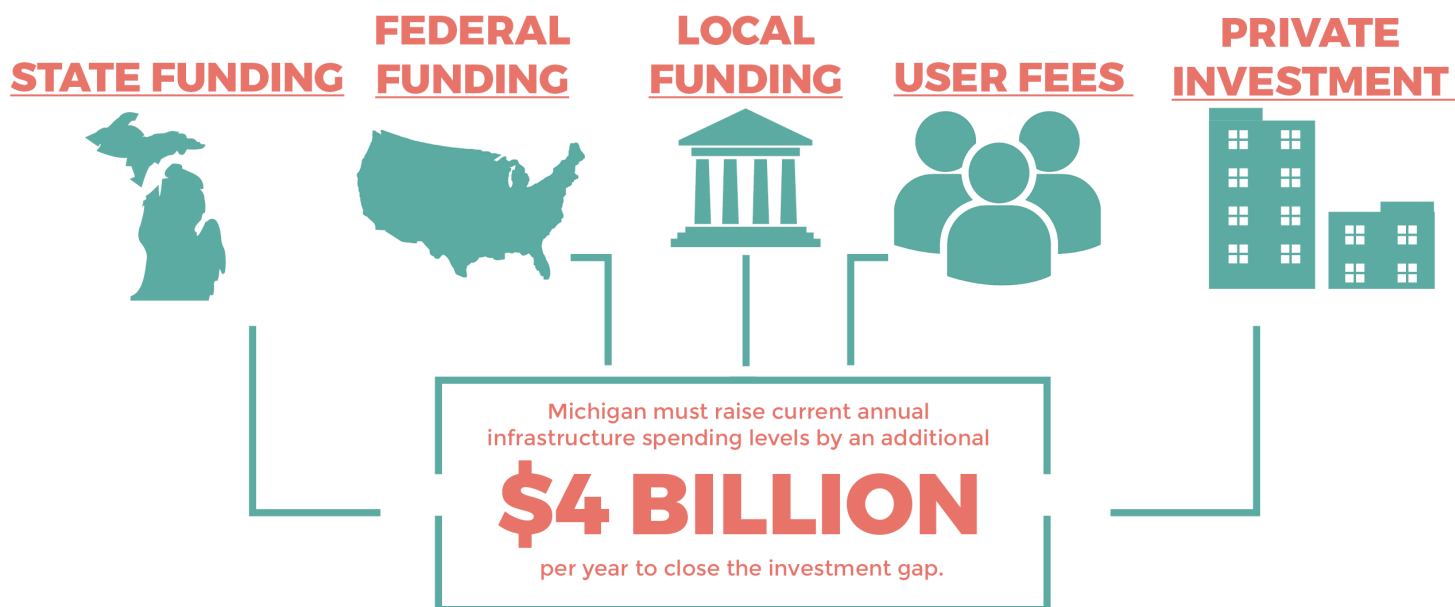 STATE FUNDING
FEDERAL
FUNDING
LOCAL
FUNDING
USER FEES
PRIVATE
INVESTMENT
Michigan must raise current annual
infrastructure spending levels by an additional
$4 BILLION
per year to close the investment gap.